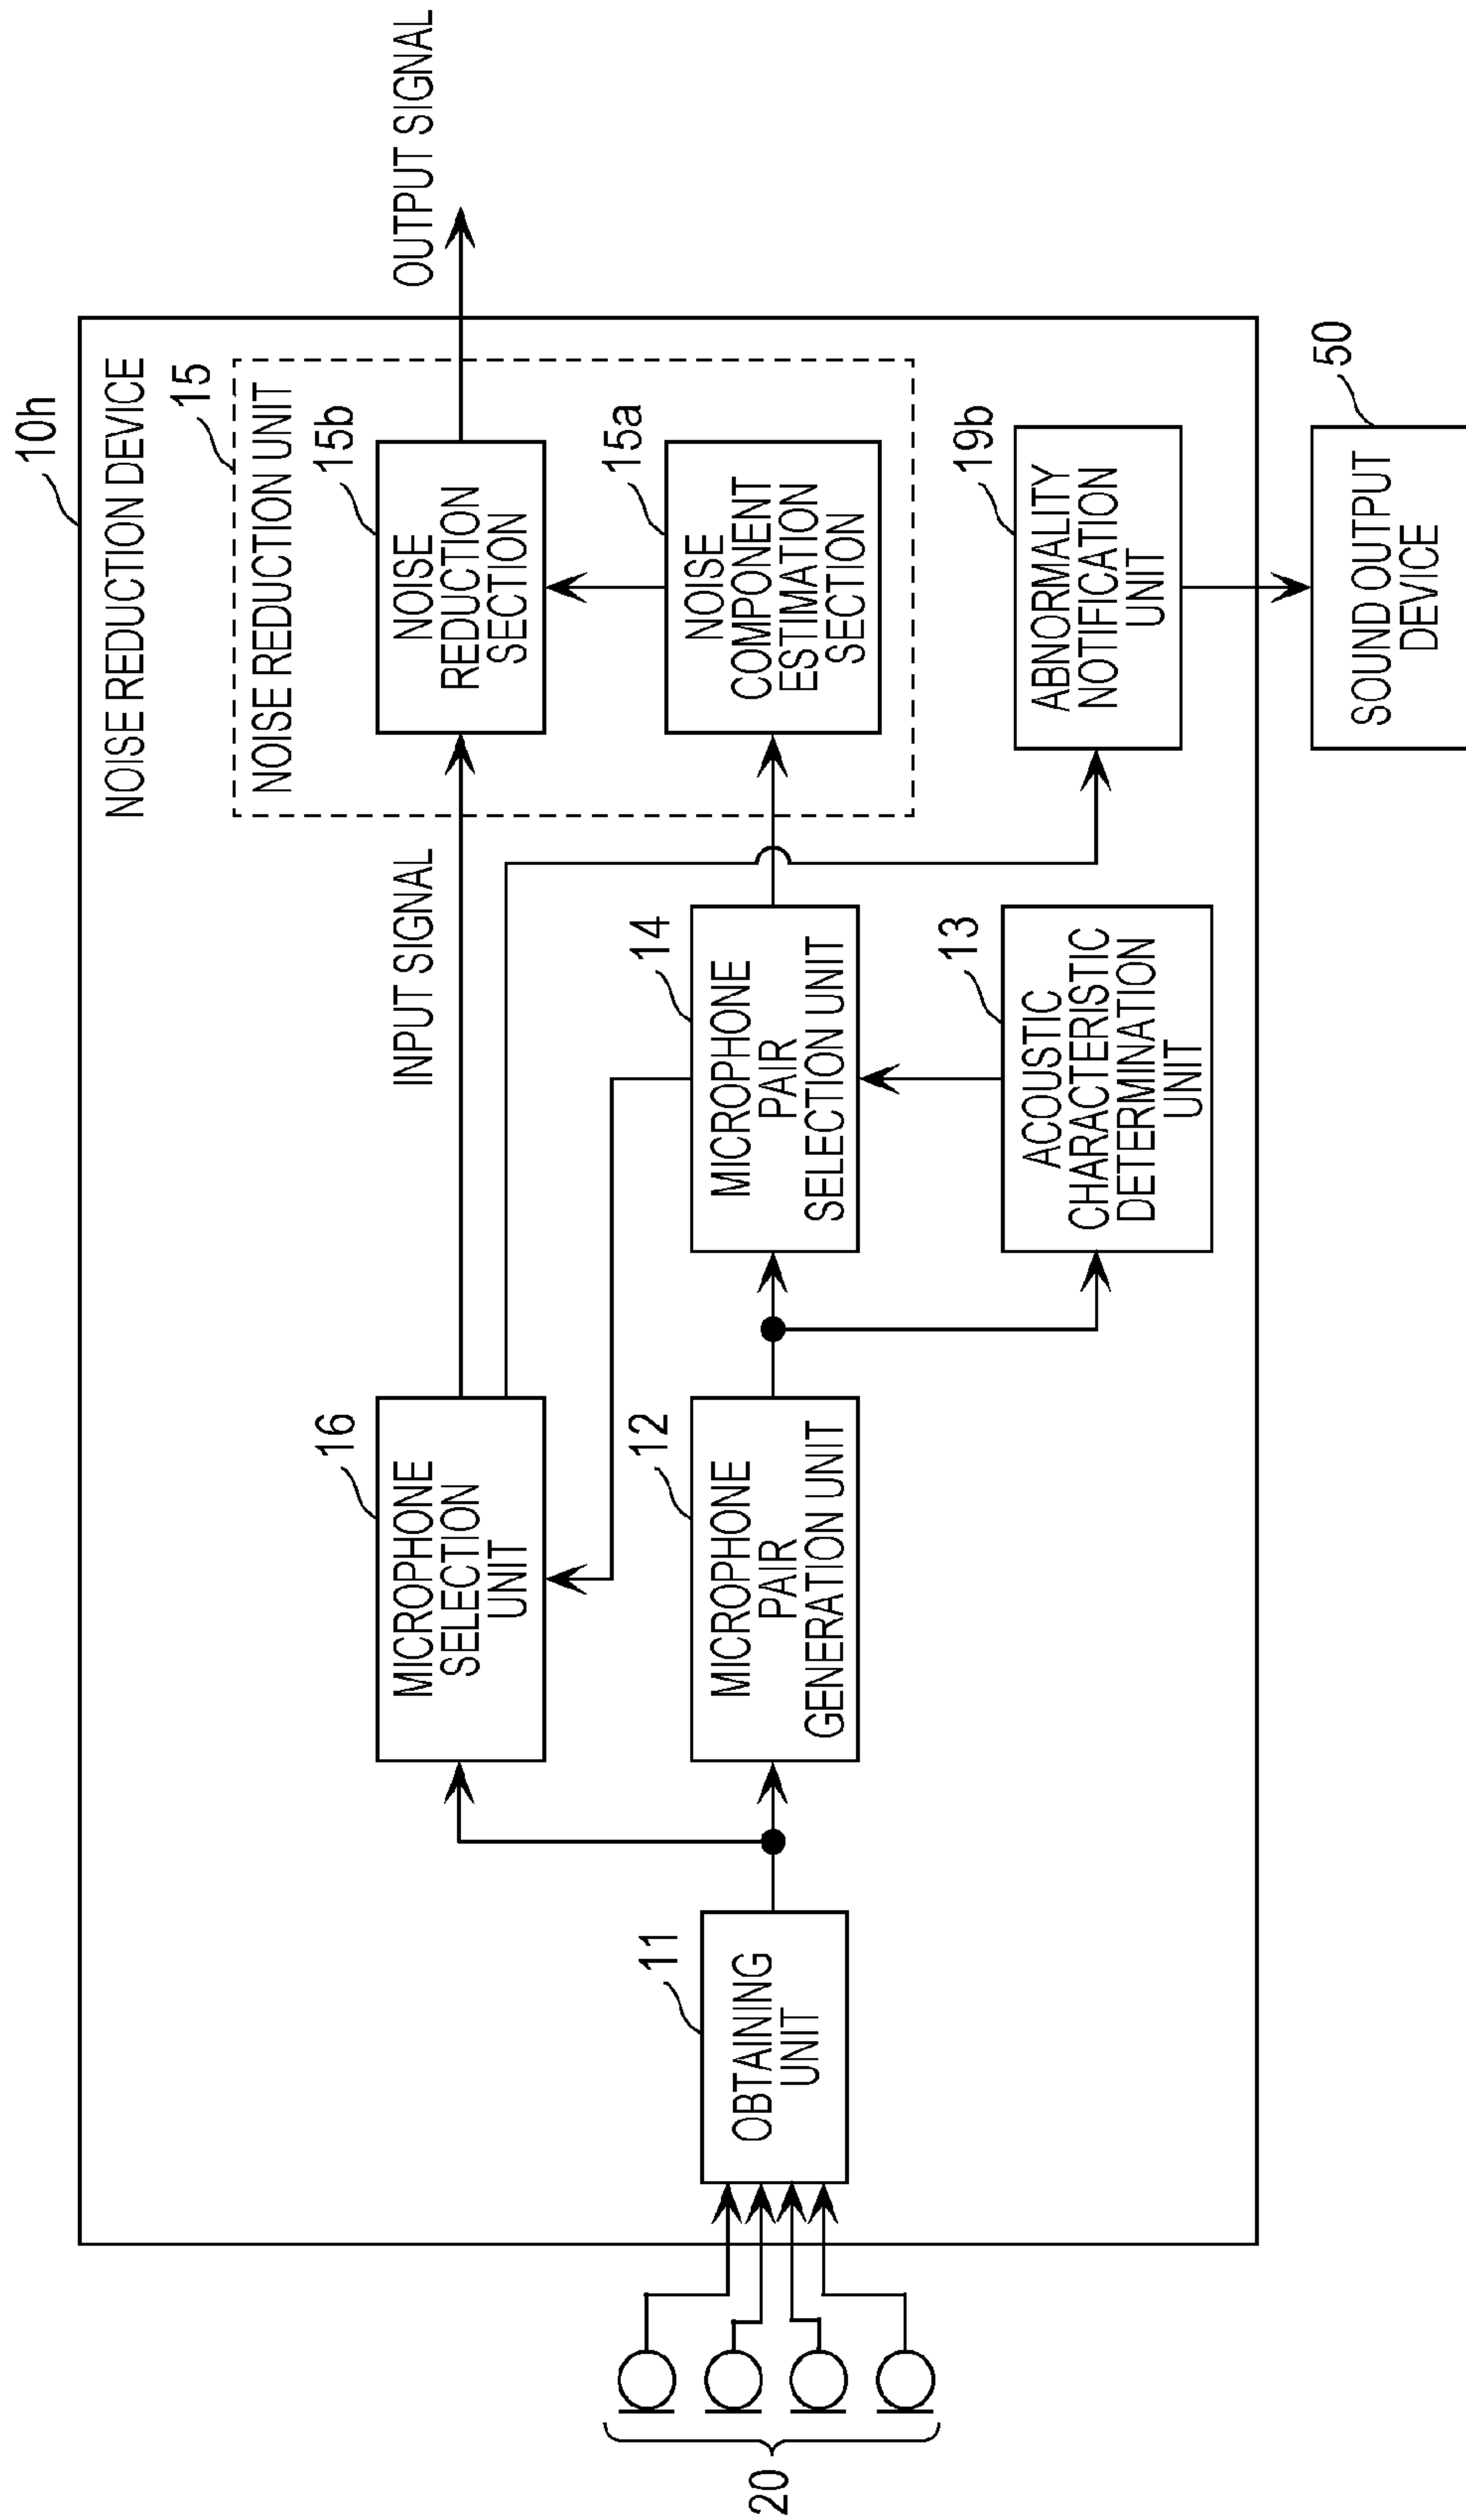 10h
NOISE REDUCTION DEVICE
15
NOISE REDUCTION UNIT
16
MICROPHONE
SELECTION
UNIT
INPUT SIGNAL
15b
NOISE
REDUCTION
SECTION
OUTPUT SIGNAL
11
OBTAINING
UNIT
12
MICROPHONE
PAIR
GENERATION UNIT
14
MICROPHONE
PAIR
SELECTION UNIT
15a
NOISE
COMPONENT
ESTIMATION
SECTION
20
13
ACOUSTIC
CHARACTERISTIC
DETERMINATION
UNIT
19b
ABNORMALITY
NOTIFICATION
UNIT
50
SOUND OUTPUT
DEVICE